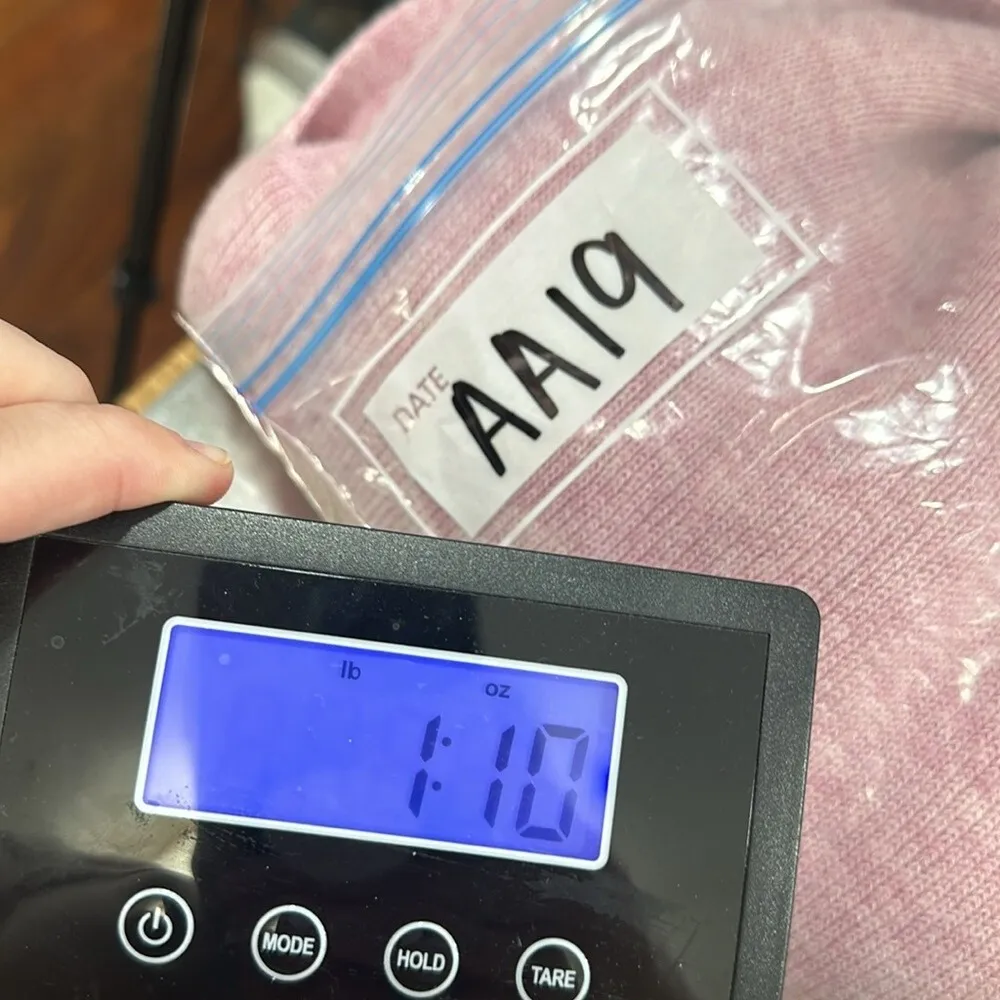 DATE
AA19
lb oz
1:10
MODE HOLD TARE